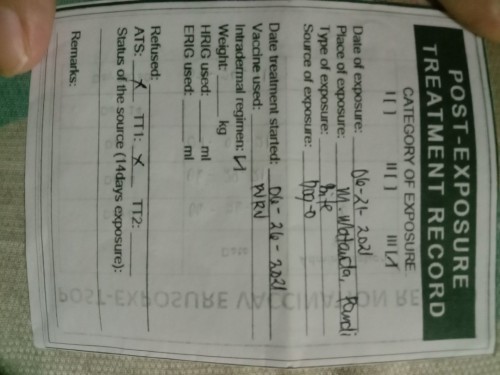 POST-EXPOSURE
TREATMENT RECORD
CATEGORY OF EXPOSURE
I [ ] II [ ] III [/]
Date of exposure: 06-21-2021
Place of exposure: M. Pandi
Type of exposure: bite
Source of exposure: Dog-O
Date treatment started: 06-26-2021
Vaccine used: PVRV
Intradermal regimen: [/]
Weight: kg
HRIG used: ml
ERIG used: ml
Refused:
ATS: x TT1: x TT2:
Status of the source (14days exposure):
Remarks:
POST-EXPOSURE VACCINATION RE